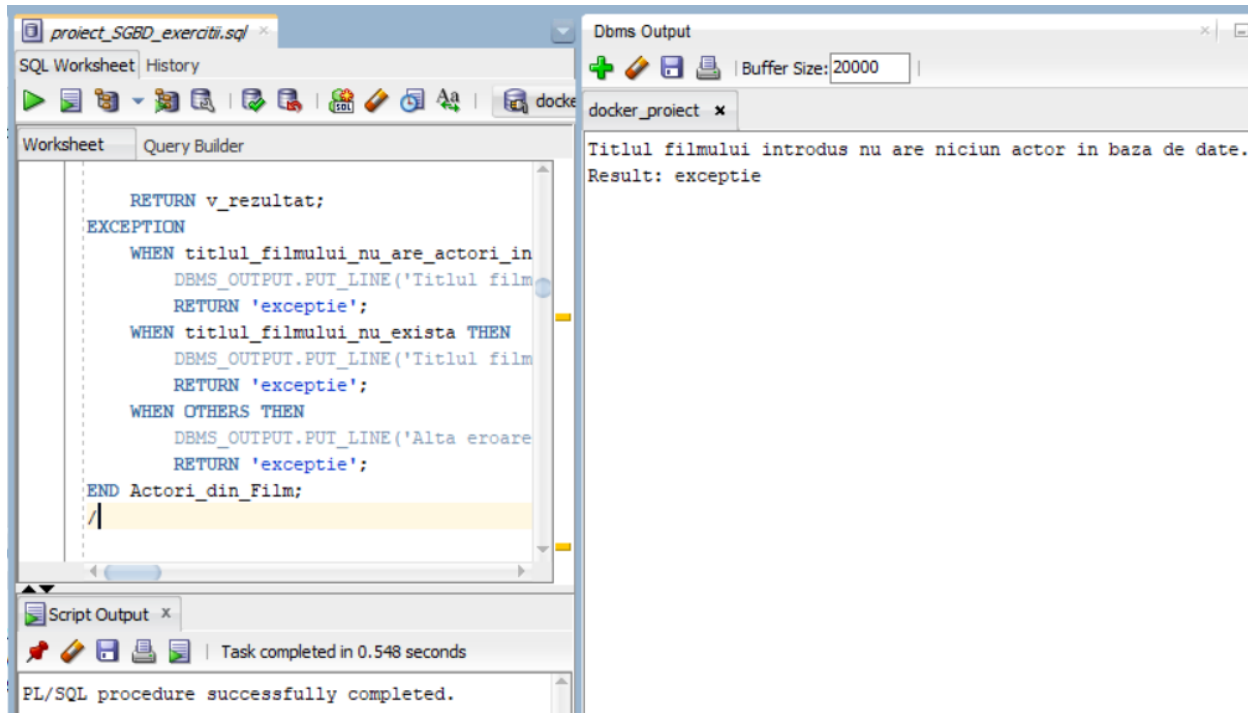 proiect_SGBD_exercitii.sql
SQL Worksheet History
docke
Worksheet Query Builder
RETURN v_rezultat;
EXCEPTION
WHEN titlul_filmului_nu_are_actori_in
DBMS_OUTPUT.PUT_LINE('Titlul film
RETURN 'exceptie';
WHEN titlul_filmului_nu_exista THEN
DBMS_OUTPUT.PUT_LINE('Titlul film
RETURN 'exceptie';
WHEN OTHERS THEN
DBMS_OUTPUT.PUT_LINE('Alta eroare
RETURN 'exceptie';
END Actori_din_Film;
/
Script Output x
Task completed in 0.548 seconds
PL/SQL procedure successfully completed.
Dbms Output
Buffer Size: 20000
docker_proiect
Titlul filmului introdus nu are niciun actor in baza de date.
Result: exceptie